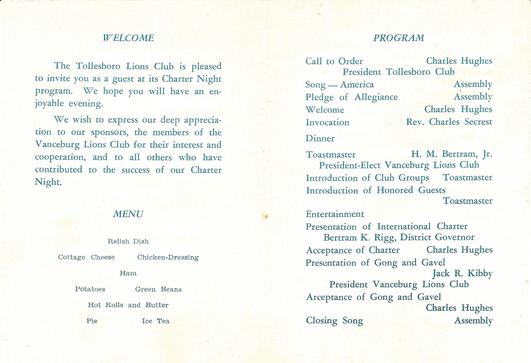 WELCOME
The Tollesboro Lions Club is pleased
to invite you as a guest at its Charter Night
program. We hope you will have an en-
joyable evening.
We wish to express our deep apprecia-
tion to our sponsors, the members of the
Vanceburg Lions Club for their interest and
cooperation, and to all others who have
contributed to the success of our Charter
Night.
MENU
Relish Dish
Cottage Cheese Chicken-Dressing
Ham
Potatoes Green Beans
Hot Rolls and Butter
Pie Ice Tea
PROGRAM
Call to Order Charles Hughes
President Tollesboro Club
Song — America Assembly
Pledge of Allegiance Assembly
Welcome Charles Hughes
Invocation Rev. Charles Secrest
Dinner
Toastmaster H. M. Bertram, Jr.
President-Elect Vanceburg Lions Club
Introduction of Club Groups Toastmaster
Introduction of Honored Guests
Toastmaster
Entertainment
Presentation of International Charter
Bertram K. Rigg, District Governor
Acceptance of Charter Charles Hughes
Presentation of Gong and Gavel
Jack R. Kibby
President Vanceburg Lions Club
Arceptance of Gong and Gavel
Charles Hughes
Closing Song Assembly